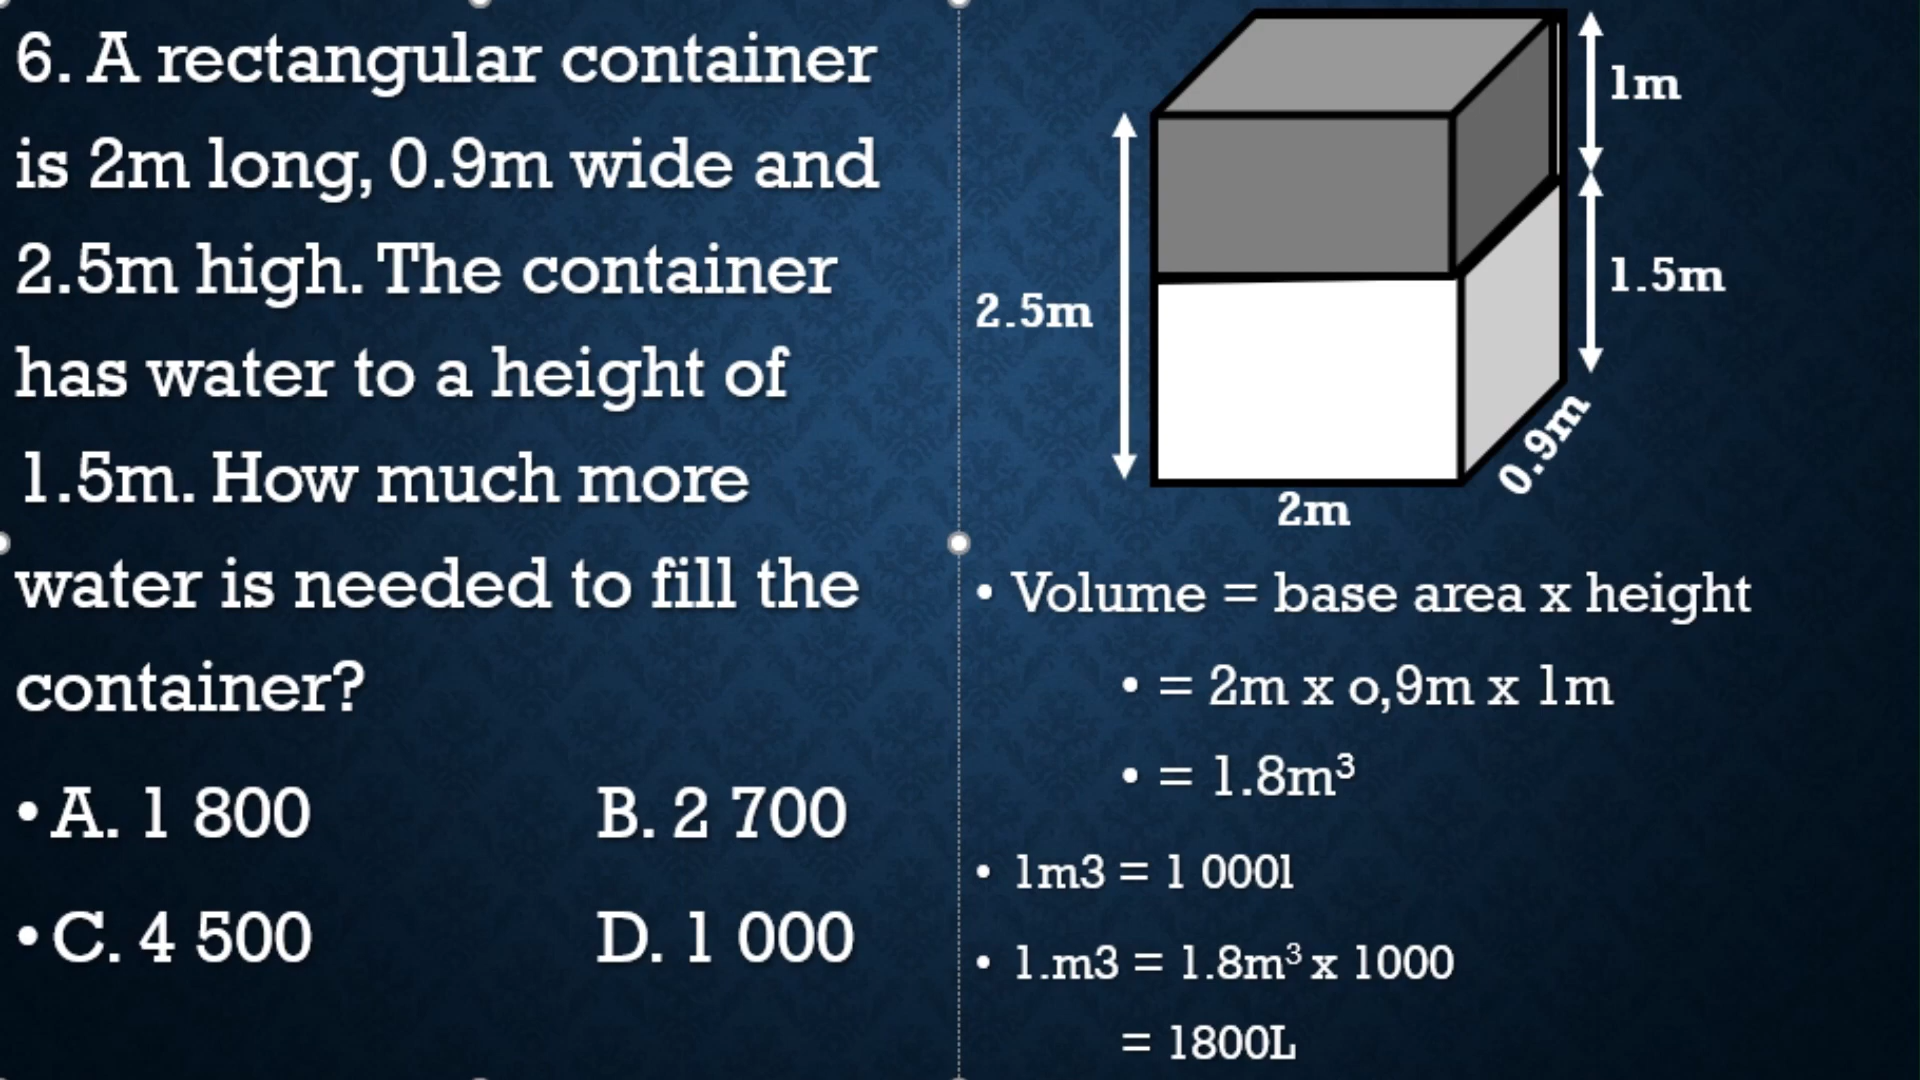 6. A rectangular container
is 2m long, 0.9m wide and
2.5m high. The container
has water to a height of
1.5m. How much more
water is needed to fill the
container?
• A. 1 800 B. 2 700
• C. 4 500 D. 1 000
1m
2.5m
1.5m
0.9m
2m
• Volume = base area x height
• = 2m x o,9m x 1m
• = 1.8m³
• 1m3 = 1 000l
• 1.m3 = 1.8m³ x 1000
= 1800L